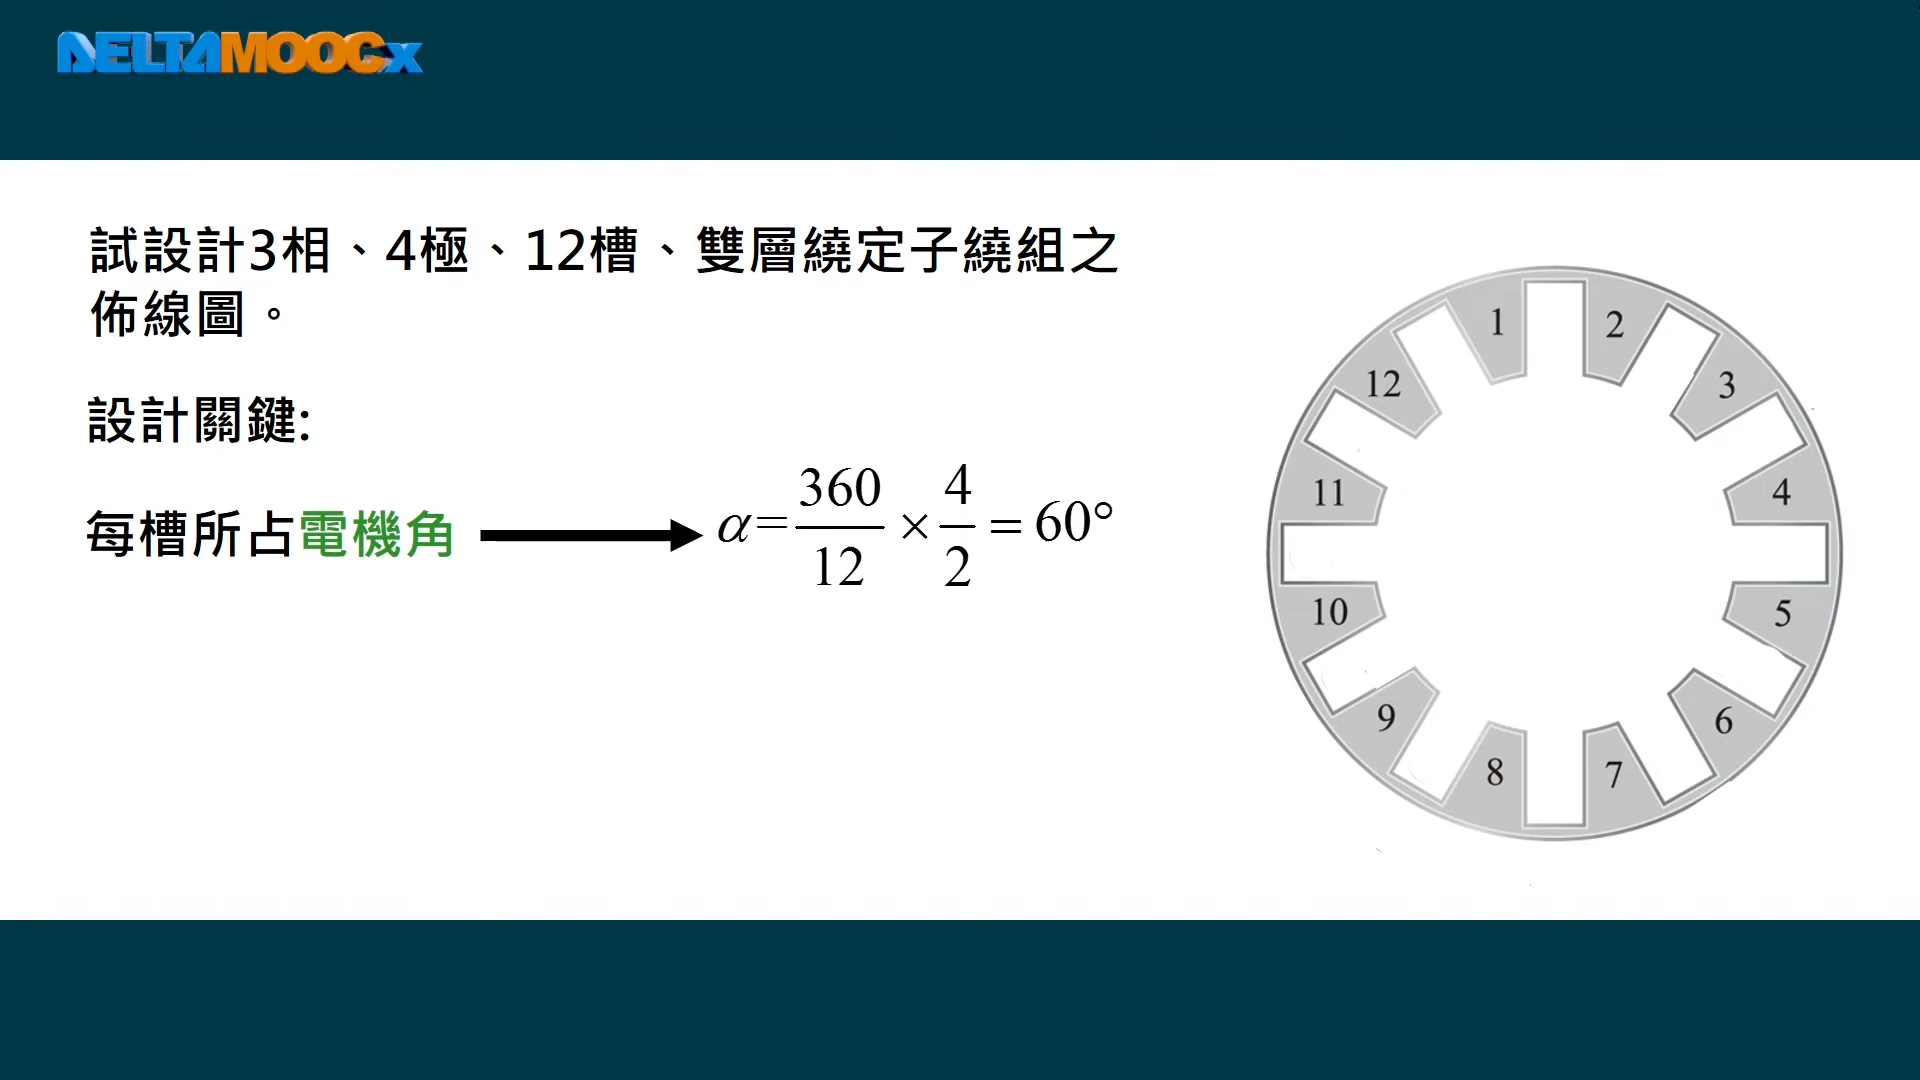 DELTAMOOCx
試設計3相、4極、12槽、雙層繞定子繞組之
佈線圖。
設計關鍵:
每槽所占電機角
α=360/12×4/2=60°
1
2
3
4
5
6
7
8
9
10
11
12